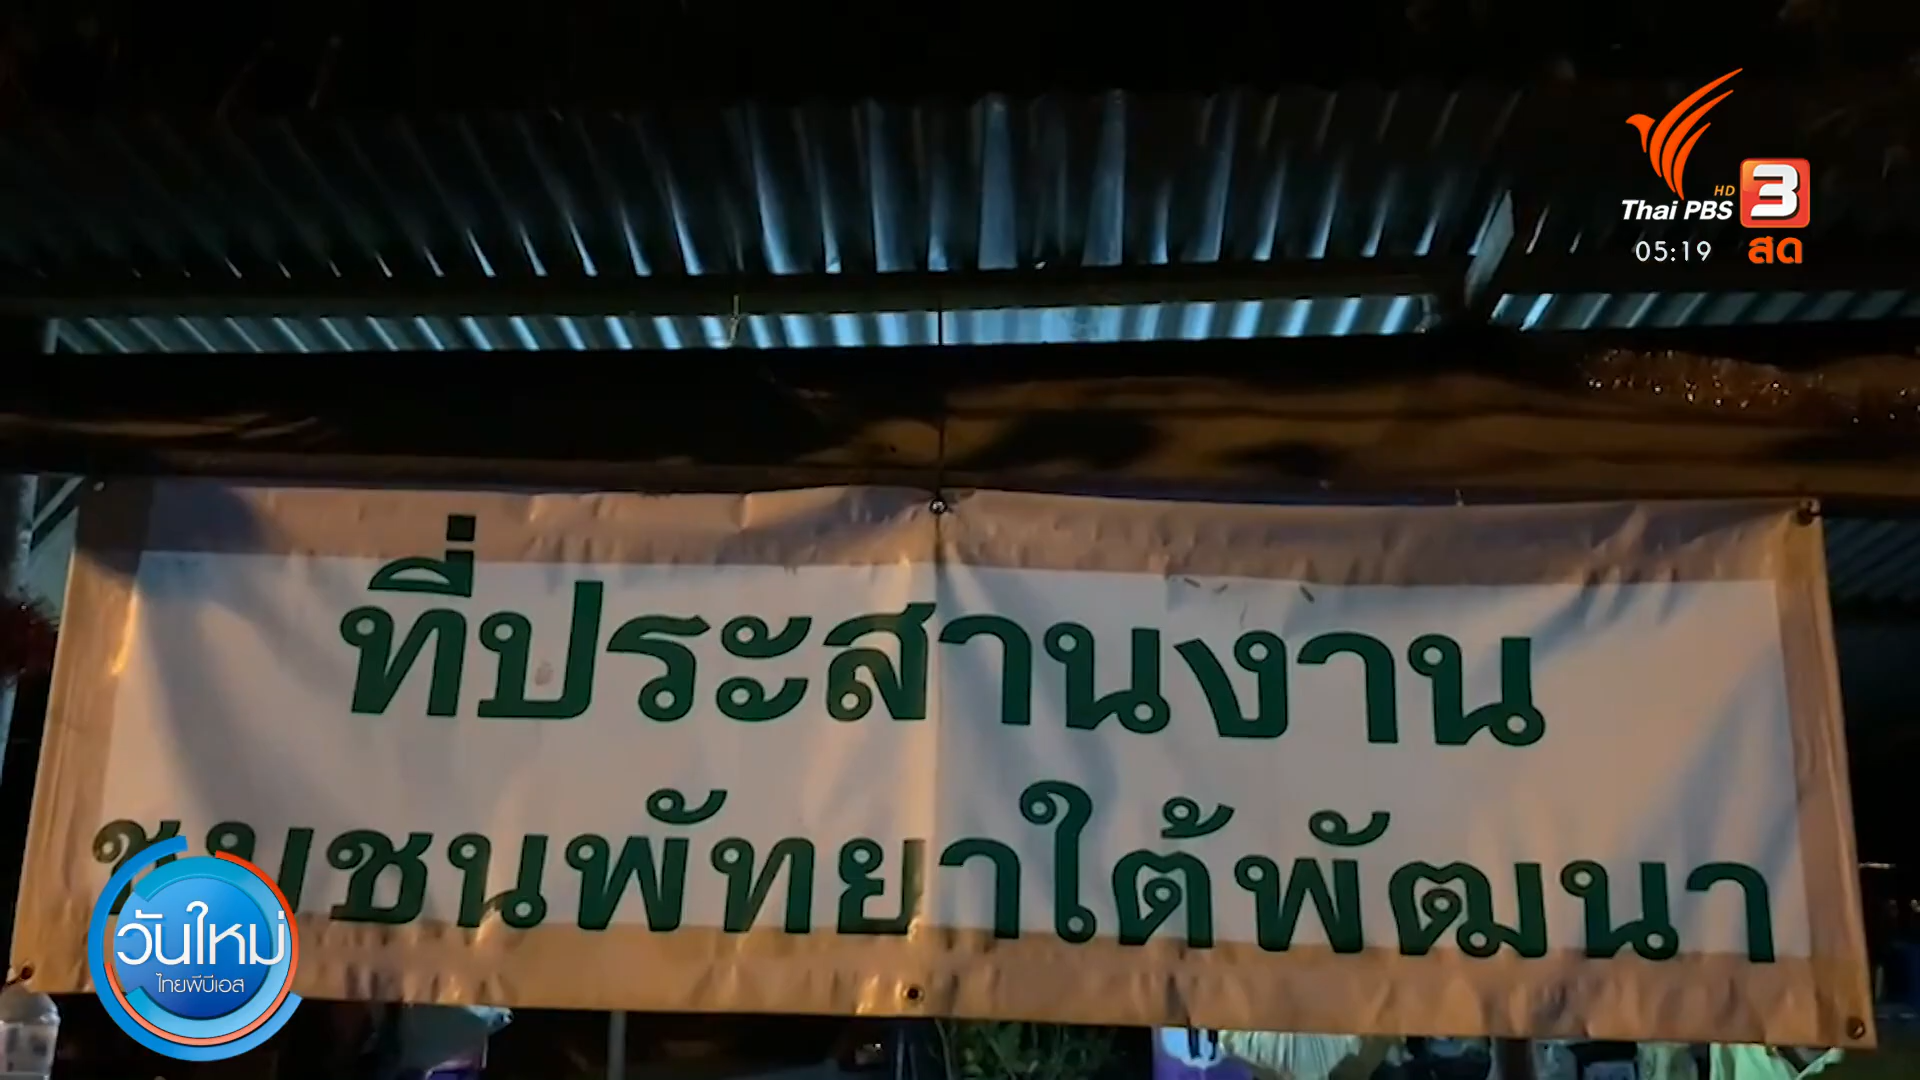 HD
Thai PBS 3
05:19 สด
ที่ประสานงาน
ชุมชนพัทยาใต้พัฒนา
วันใหม่
ไทยพีบีเอส